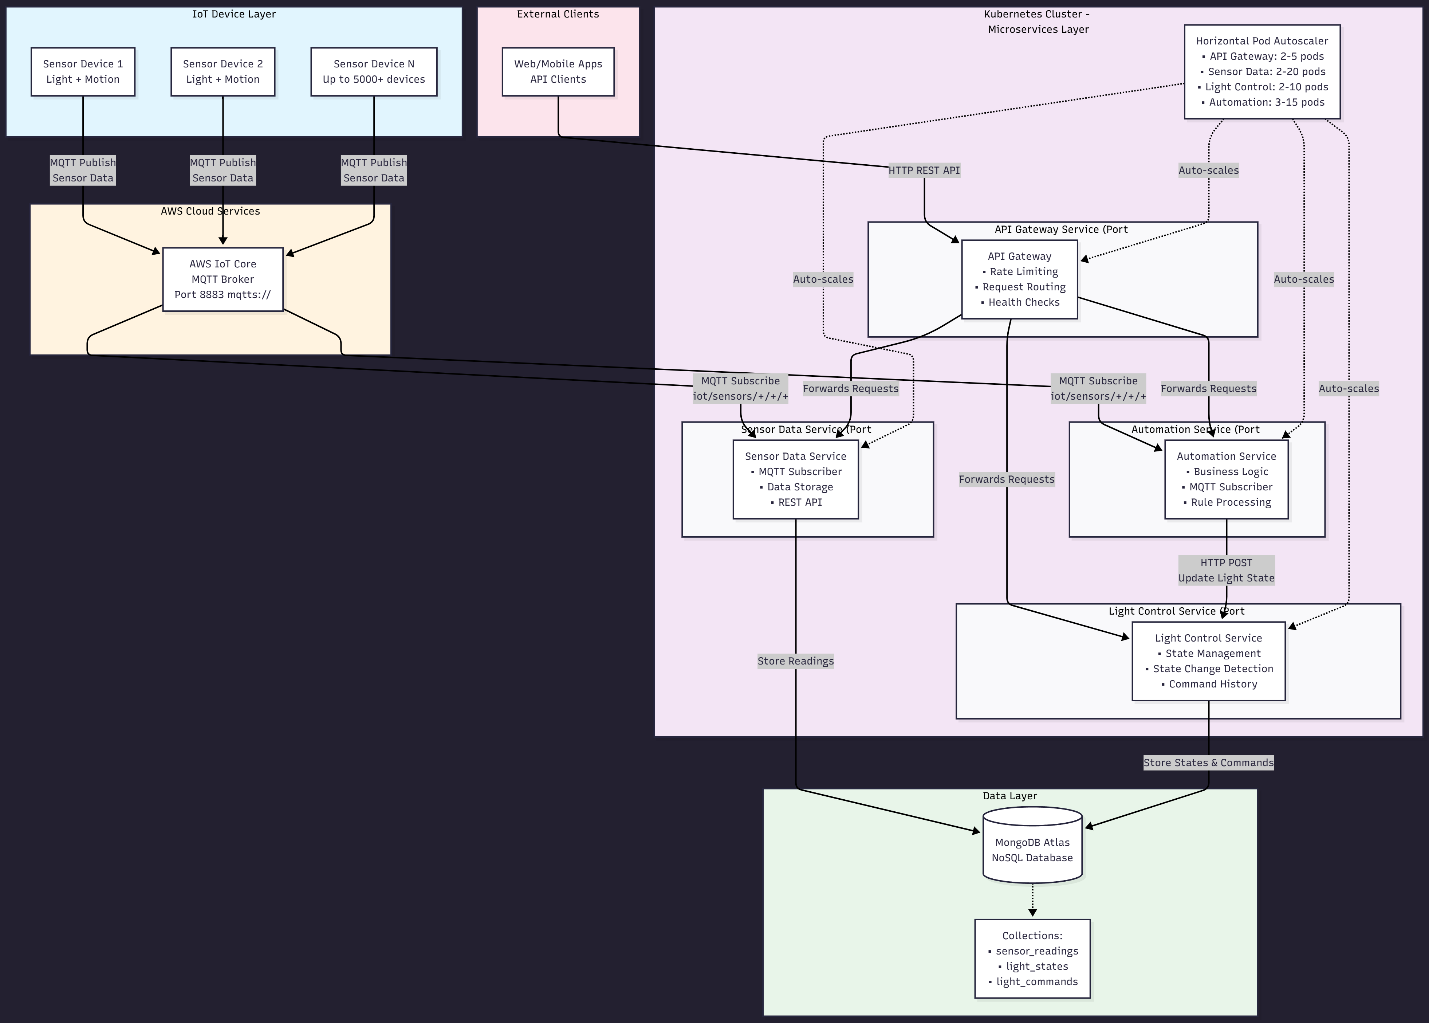 IoT Device Layer
Sensor Device 1
Light + Motion
Sensor Device 2
Light + Motion
Sensor Device N
Up to 5000+ devices
External Clients
Web/Mobile Apps
API Clients
Kubernetes Cluster -
Microservices Layer
Horizontal Pod Autoscaler
• API Gateway: 2-5 pods
• Sensor Data: 2-20 pods
• Light Control: 2-10 pods
• Automation: 3-15 pods
MQTT Publish
Sensor Data
MQTT Publish
Sensor Data
MQTT Publish
Sensor Data
HTTP REST API
Auto-scales
AWS Cloud Services
AWS IoT Core
MQTT Broker
Port 8883 mqtts://
API Gateway Service (Port
API Gateway
• Rate Limiting
• Request Routing
• Health Checks
Auto-scales
Auto-scales
MQTT Subscribe
iot/sensors/+/+/+
Forwards Requests
MQTT Subscribe
iot/sensors/+/+/+
Forwards Requests
Auto-scales
Sensor Data Service (Port
Sensor Data Service
• MQTT Subscriber
• Data Storage
• REST API
Forwards Requests
Automation Service (Port
Automation Service
• Business Logic
• MQTT Subscriber
• Rule Processing
HTTP POST
Update Light State
Light Control Service (Port
Light Control Service
• State Management
• State Change Detection
• Command History
Store Readings
Store States & Commands
Data Layer
MongoDB Atlas
NoSQL Database
Collections:
• sensor_readings
• light_states
• light_commands